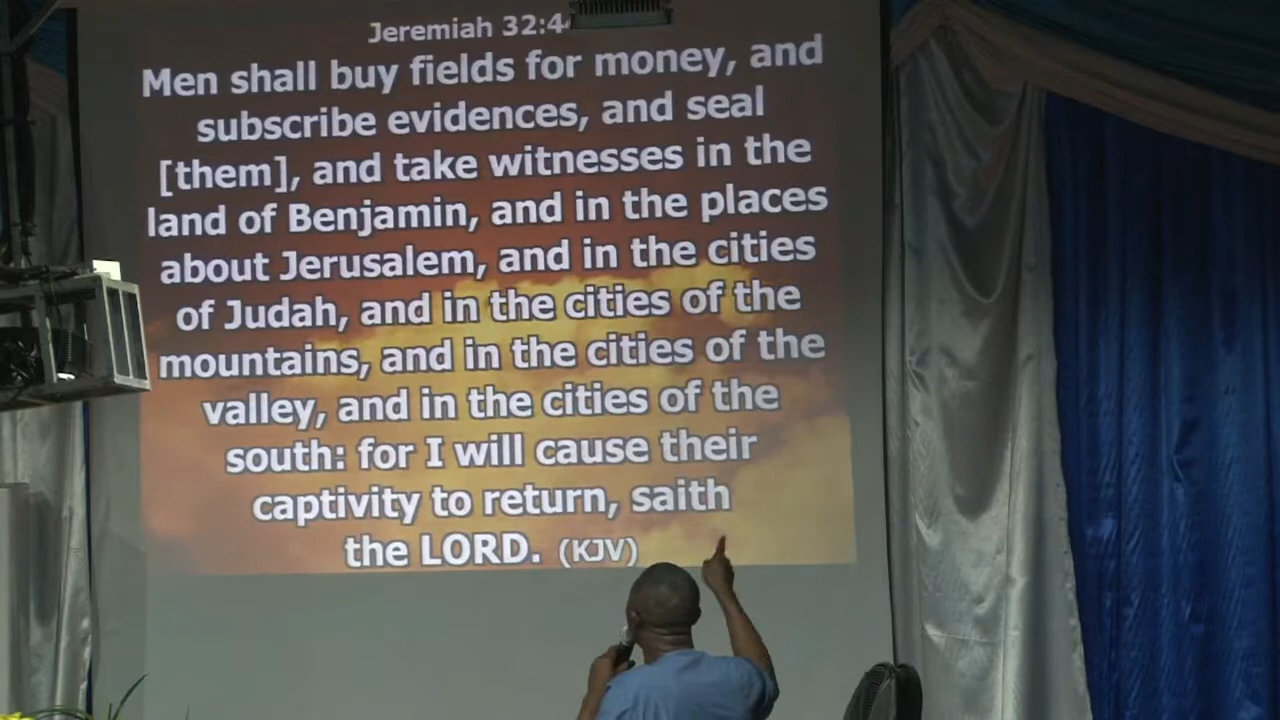 Jeremiah 32:4
Men shall buy fields for money, and
subscribe evidences, and seal
[them], and take witnesses in the
land of Benjamin, and in the places
about Jerusalem, and in the cities
of Judah, and in the cities of the
mountains, and in the cities of the
valley, and in the cities of the
south: for I will cause their
captivity to return, saith
the LORD. (KJV)